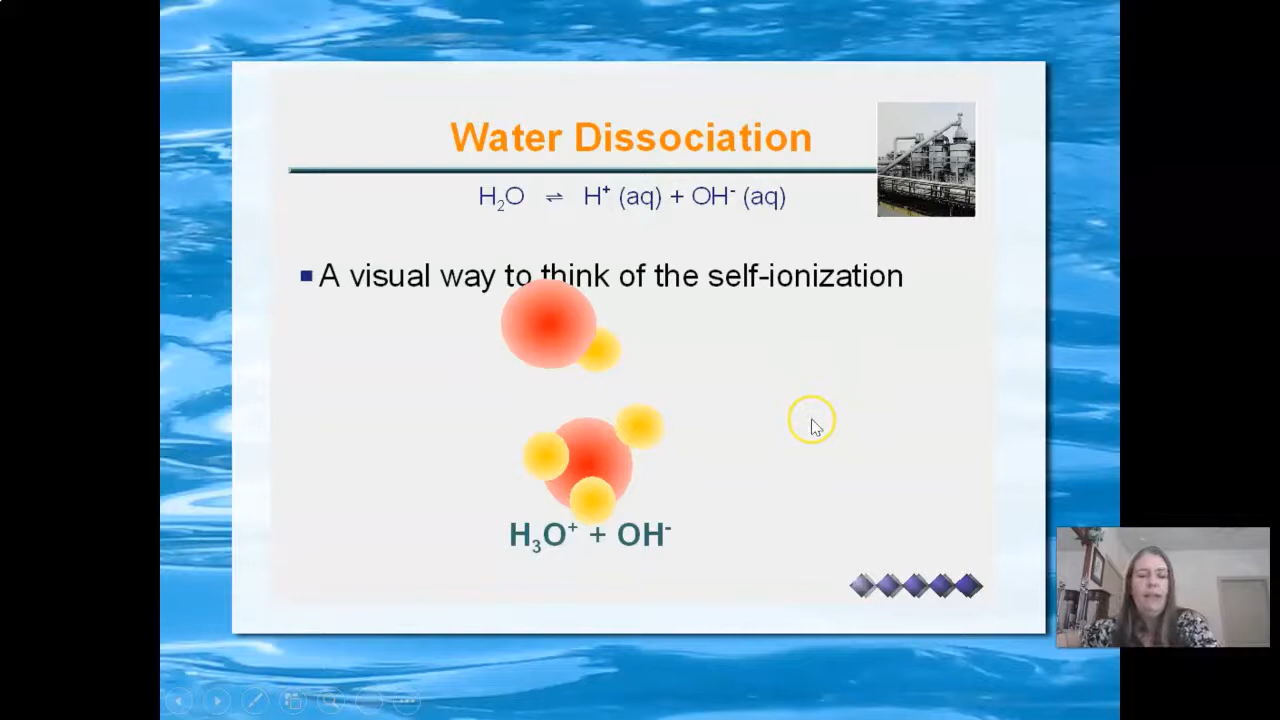 Water Dissociation
H₂O ⇌ H⁺ (aq) + OH⁻ (aq)
A visual way to think of the self-ionization
H₃O⁺ + OH⁻